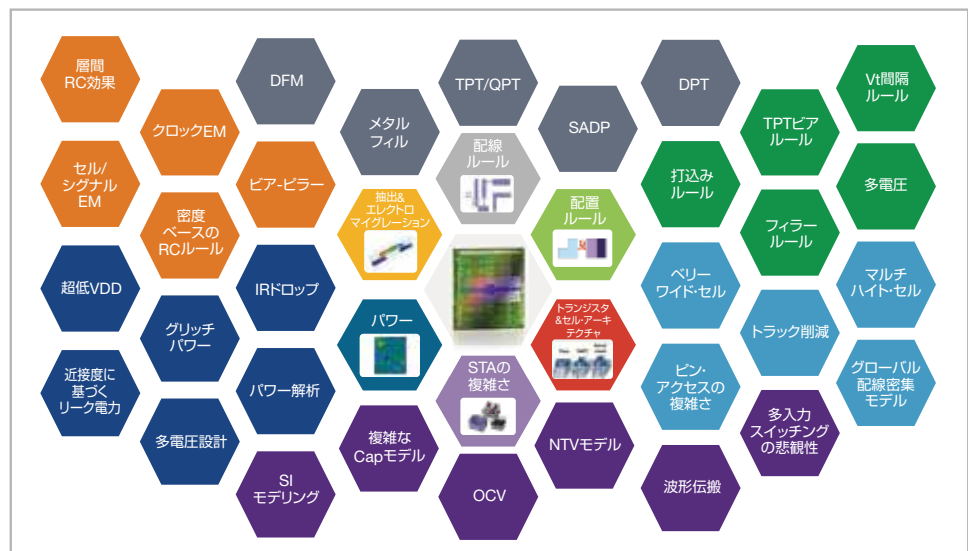 層間
RC効果
クロックEM
セル/
シグナル
EM
密度
ベースの
RCルール
ビア-ピラー
DFM
メタル
フィル
TPT/QPT
SADP
DPT
配線
ルール
抽出&
エレクトロ
マイグレーション
配置
ルール
TPTビア
ルール
Vt間隔
ルール
打込み
ルール
多電圧
フィラー
ルール
超低VDD
IRドロップ
グリッチ
パワー
近接度に
基づく
リーク電力
パワー解析
多電圧設計
パワー
トランジスタ
&セル・アーキ
テクチャ
STAの
複雑さ
ベリー
ワイド・セル
マルチ
ハイト・セル
トラック削減
ピン・
アクセスの
複雑さ
グローバル
配線密集
モデル
SI
モデリング
複雑な
Capモデル
OCV
NTVモデル
波形伝搬
多入力
スイッチング
の悲観性